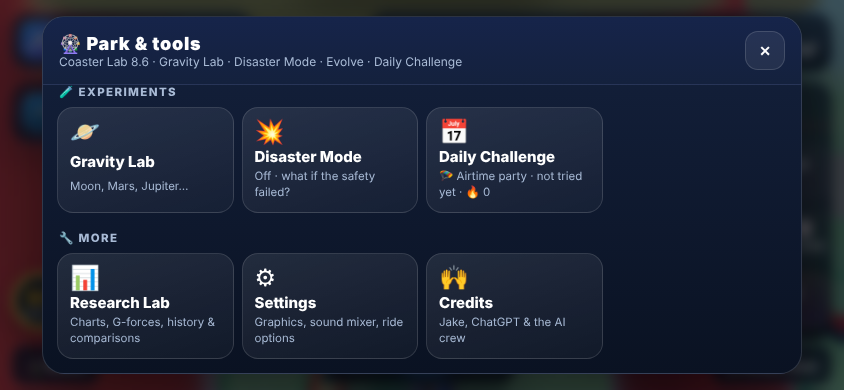 🎡 Park & tools
Coaster Lab 8.6 · Gravity Lab · Disaster Mode · Evolve · Daily Challenge
×
🧪 EXPERIMENTS
Gravity Lab
Moon, Mars, Jupiter...
Disaster Mode
Off · what if the safety
failed?
July 17
Daily Challenge
🪂 Airtime party · not tried
yet · 🔥 0
🔧 MORE
Research Lab
Charts, G-forces, history &
comparisons
Settings
Graphics, sound mixer, ride
options
Credits
Jake, ChatGPT & the AI
crew